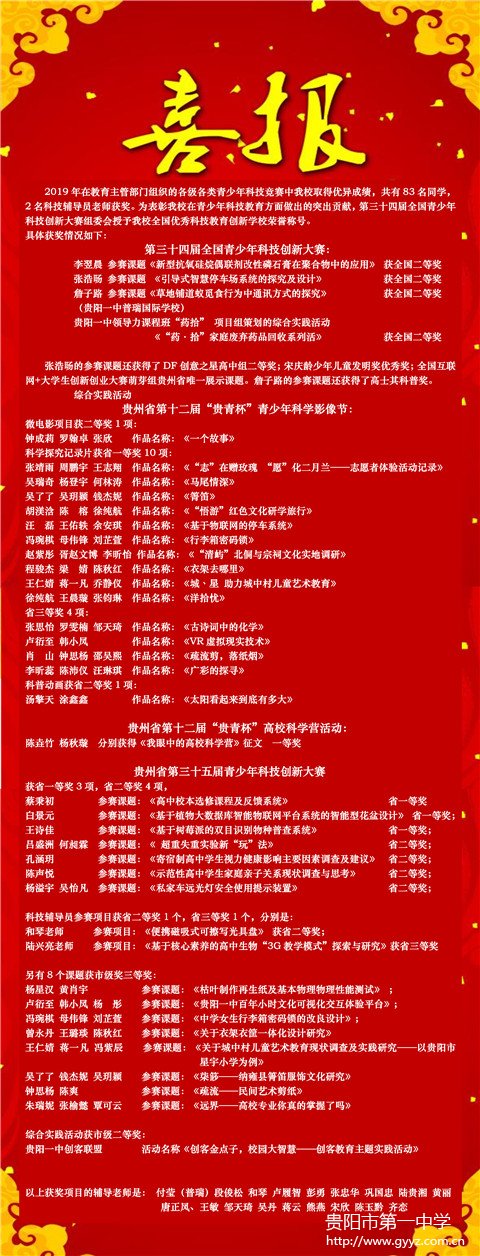 喜报
2019年在教育主管部门组织的各级各类青少年科技竞赛中我校取得优异成绩，共有83名同学，
2名科技辅导员老师获奖。为表彰我校在青少年科技教育方面做出的突出贡献，第三十四届全国青少年
科技创新大赛组委会授予我校全国优秀科技教育创新学校荣誉称号。
具体获奖情况如下：
第三十四届全国青少年科技创新大赛：
李翌晨 参赛课题《新型抗氧硅烷偶联剂改性磷石膏在聚合物中的应用》 获全国二等奖
张浩旸 参赛课题 《引导式智慧停车场系统的探究及设计》 获全国二等奖
詹子路 参赛课题《草地铺道蚁觅食行为中通讯方式的探究》 获全国二等奖
（贵阳一中普瑞国际学校）
贵阳一中领导力课程班“药拾” 项目组策划的综合实践活动
《“药·拾”家庭废弃药品回收系列活》 获全国二等奖
张浩旸的参赛课题还获得了DF创意之星高中组二等奖；宋庆龄少年儿童发明奖优秀奖；全国互联
网+大学生创新创业大赛萌芽组贵州省唯一展示课题。詹子路的参赛课题还获得了高士其科普奖。
综合实践活动
贵州省第十二届“贵青杯”青少年科学影像节：
微电影项目获二等奖1项：
钟成莉 罗翰卓 张欣 作品名称：《一个故事》
科学探究记录片获省一等奖10项：
张靖雨 周鹏宇 王志翔 作品名称：《“志”在赠玫瑰 “愿”化二月兰——志愿者体验活动记录》
吴瑞奇 杨登宇 何林涛 作品名称：《马尾情深》
吴了了 吴玥颖 钱杰妮 作品名称：《箐笛》
胡渼浛 陈 榕 徐纯航 作品名称：《“悟游”红色文化研学旅行》
汪 磊 王佑轶 余安琪 作品名称：《基于物联网的停车系统》
冯琬棋 母伟锋 刘芷萱 作品名称：《行李箱密码锁》
赵紫彤 胥赵文博 李昕怡 作品名称：《“清屿”北侗与宗祠文化实地调研》
程骏杰 梁 婧 陈秋红 作品名称：《衣架去哪里》
王仁婧 蒋一凡 乔静仪 作品名称：《城、星 助力城中村儿童艺术教育》
徐纯航 王晨璇 张钧琳 作品名称：《洋拾忧》
省三等奖4项：
张思怡 罗雯楠 邹天琦 作品名称：《古诗词中的化学》
卢衍至 韩小凤 作品名称：《VR虚拟现实技术》
肖 山 钟思杨 邵昊熙 作品名称：《疏流剪，落纸烟》
李昕蕊 陈沛仪 汪琳琪 作品名称：《广彩的探寻》
科普动画获省二等奖1项：
汤擎天 涂鑫鑫 作品名称：《太阳看起来到底有多大》
贵州省第十二届“贵青杯”高校科学营活动：
陈垚竹 杨秋璇 分别获得《我眼中的高校科学营》征文 一等奖
贵州省第三十五届青少年科技创新大赛
获省一等奖3项，省二等奖4项，
蔡秉初 参赛课题：《高中校本选修课程及反馈系统》 省一等奖
白景元 参赛课题：《基于植物大数据库智能物联网平台系统的智能型花盆设计》 省一等奖；
王诗佳 参赛课题：《基于树莓派的双目识别物种普查系统》 省一等奖；
吕盛洲 何昶霖 参赛课题：《 超重失重实验新“玩”法》 省二等奖；
孔涵玥 参赛课题：《寄宿制高中学生视力健康影响主要因素调查及建议》 省二等奖；
陈声悦 参赛课题：《示范性高中学生家庭亲子关系现状调查与思考》 省二等奖；
杨溢宇 吴怡凡 参赛课题：《私家车远光灯安全使用提示装置》 省二等奖；
科技辅导员参赛项目获省二等奖1个，省三等奖1个，分别是：
和琴老师 参赛项目：《便携磁吸式可擦写光具盘》 获省二等奖；
陆兴亮老师 参赛项目：《基于核心素养的高中生物“3G教学模式”探索与研究》获省三等奖
另有8个课题获市级奖三等奖：
杨星汉 黄肖宇 参赛课题：《枯叶制作再生纸及基本物理物理性能测试》 ；
卢衍至 韩小凤 杨 彤 参赛课题：《贵阳一中百年小时文化可视化交互体验平台》；
冯琬棋 母伟锋 刘芷萱 参赛课题：《中学女生行李箱密码锁的改良设计》；
曾永丹 王璐琰 陈秋红 参赛课题：《关于衣架衣筐一体化设计研究》
王仁婧 蒋一凡 冯紫辰 参赛课题：《关于城中村儿童艺术教育现状调查及实践研究——以贵阳市
星宇小学为例》
吴了了 钱杰妮 吴玥颖 参赛课题：《柒簩——纳雍县箐笛服饰文化研究》
钟思杨 陈爽 参赛课题：《疏流——民间艺术剪纸》
朱瑞妮 张榆懿 覃可云 参赛课题：《远界——高校专业你真的掌握了吗》
综合实践活动获市级二等奖：
贵阳一中创客联盟 活动名称《创客金点子，校园大智慧——创客教育主题实践活动》
以上获奖项目的辅导老师是： 付莹（普瑞）段俊松 和琴 卢履智 彭勇 张忠华 巩国忠 陆贵湘 黄丽
唐正凤、王敏 邹天琦 吴丹 蒋云 熊燕 宋欣 陈玉黔 齐恋
贵阳市第一中学
http://www.gyyz.com.cn